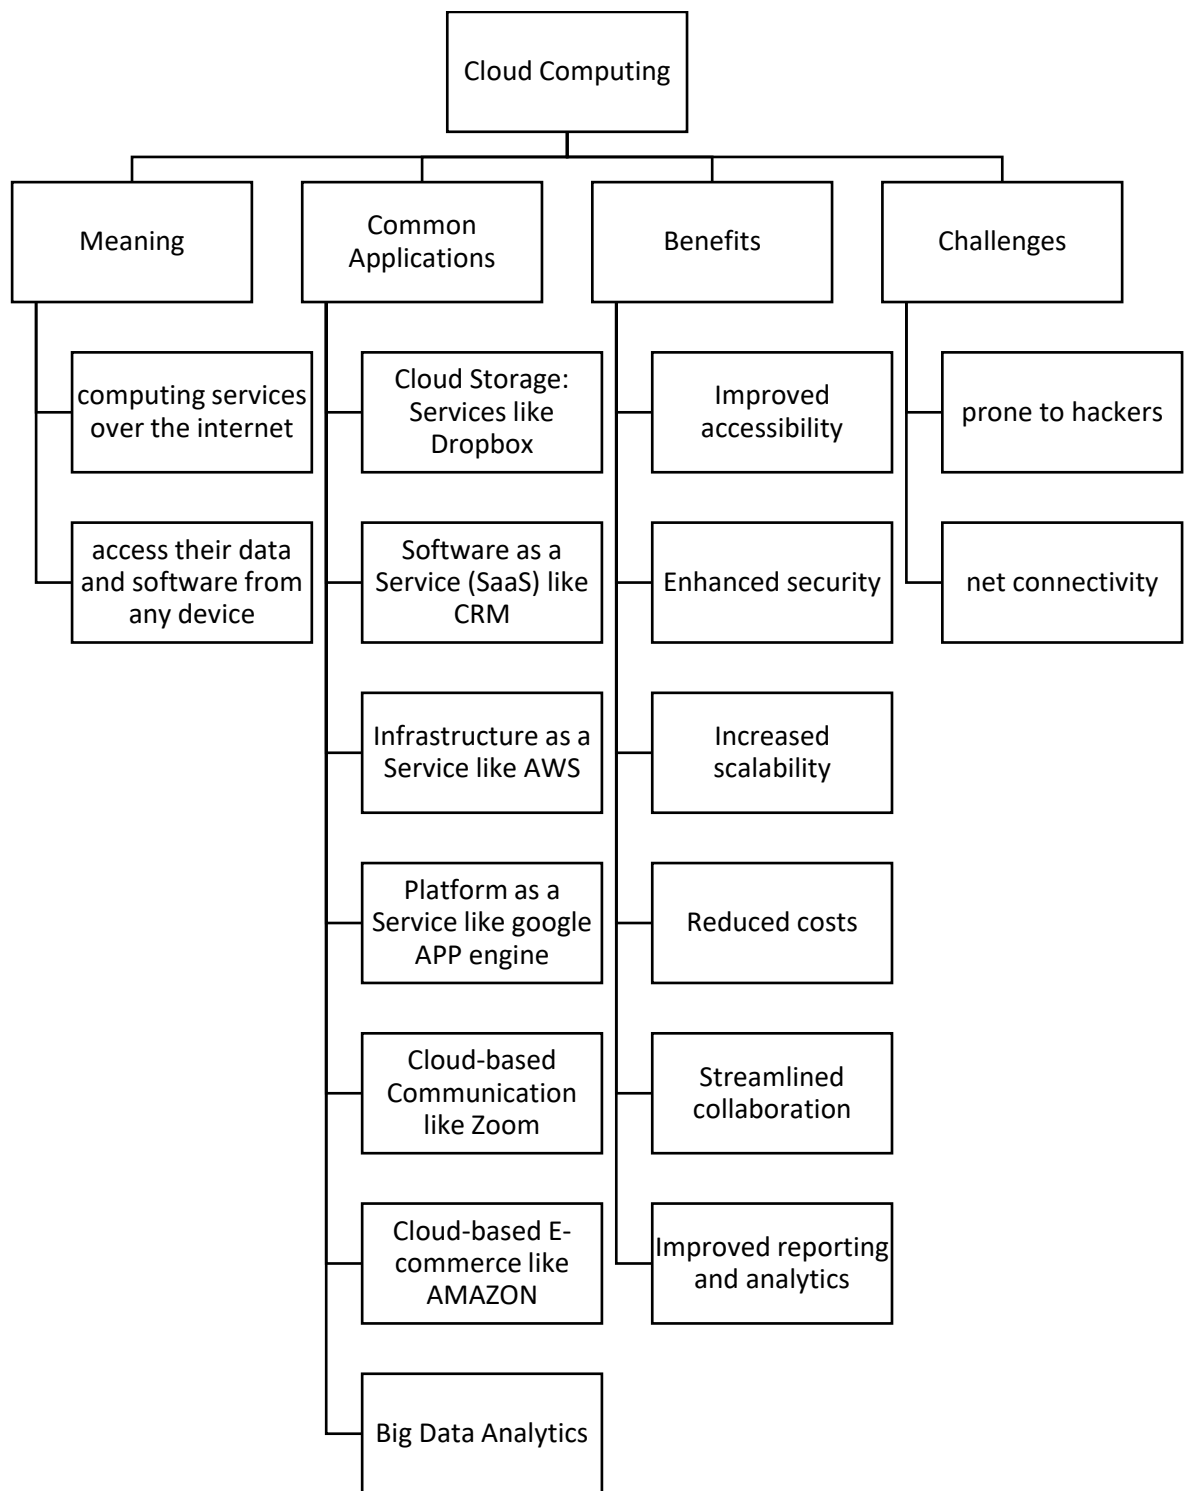 Cloud Computing
Meaning
computing services
over the internet
access their data
and software from
any device
Common
Applications
Cloud Storage:
Services like
Dropbox
Software as a
Service (SaaS) like
CRM
Infrastructure as a
Service like AWS
Platform as a
Service like google
APP engine
Cloud-based
Communication
like Zoom
Cloud-based E-
commerce like
AMAZON
Big Data Analytics
Benefits
Improved
accessibility
Enhanced security
Increased
scalability
Reduced costs
Streamlined
collaboration
Improved reporting
and analytics
Challenges
prone to hackers
net connectivity